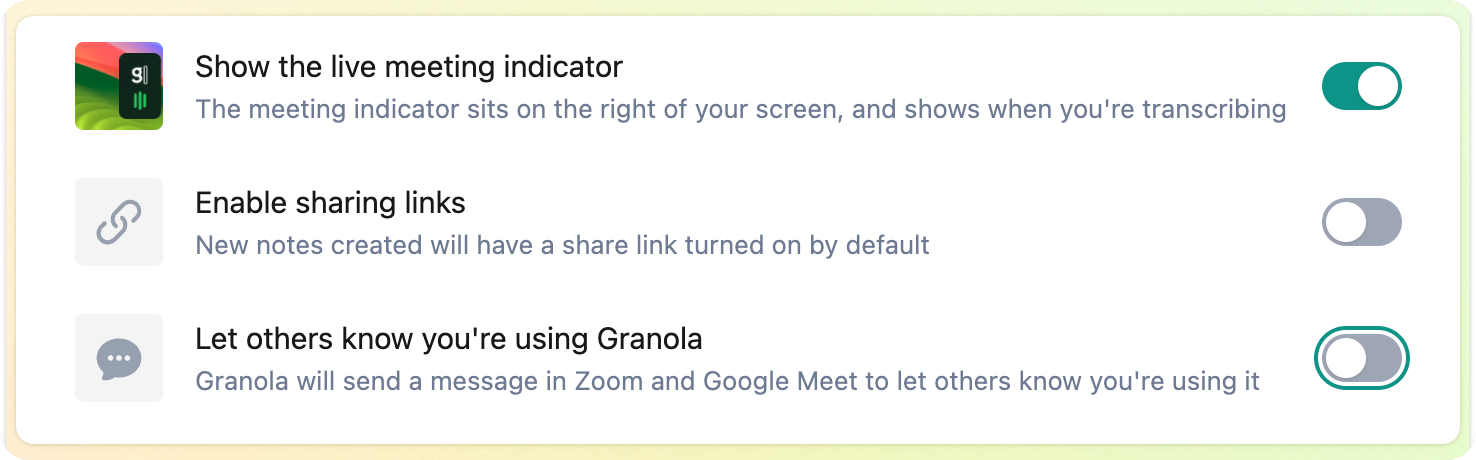 Show the live meeting indicator
The meeting indicator sits on the right of your screen, and shows when you're transcribing
Enable sharing links
New notes created will have a share link turned on by default
Let others know you're using Granola
Granola will send a message in Zoom and Google Meet to let others know you're using it